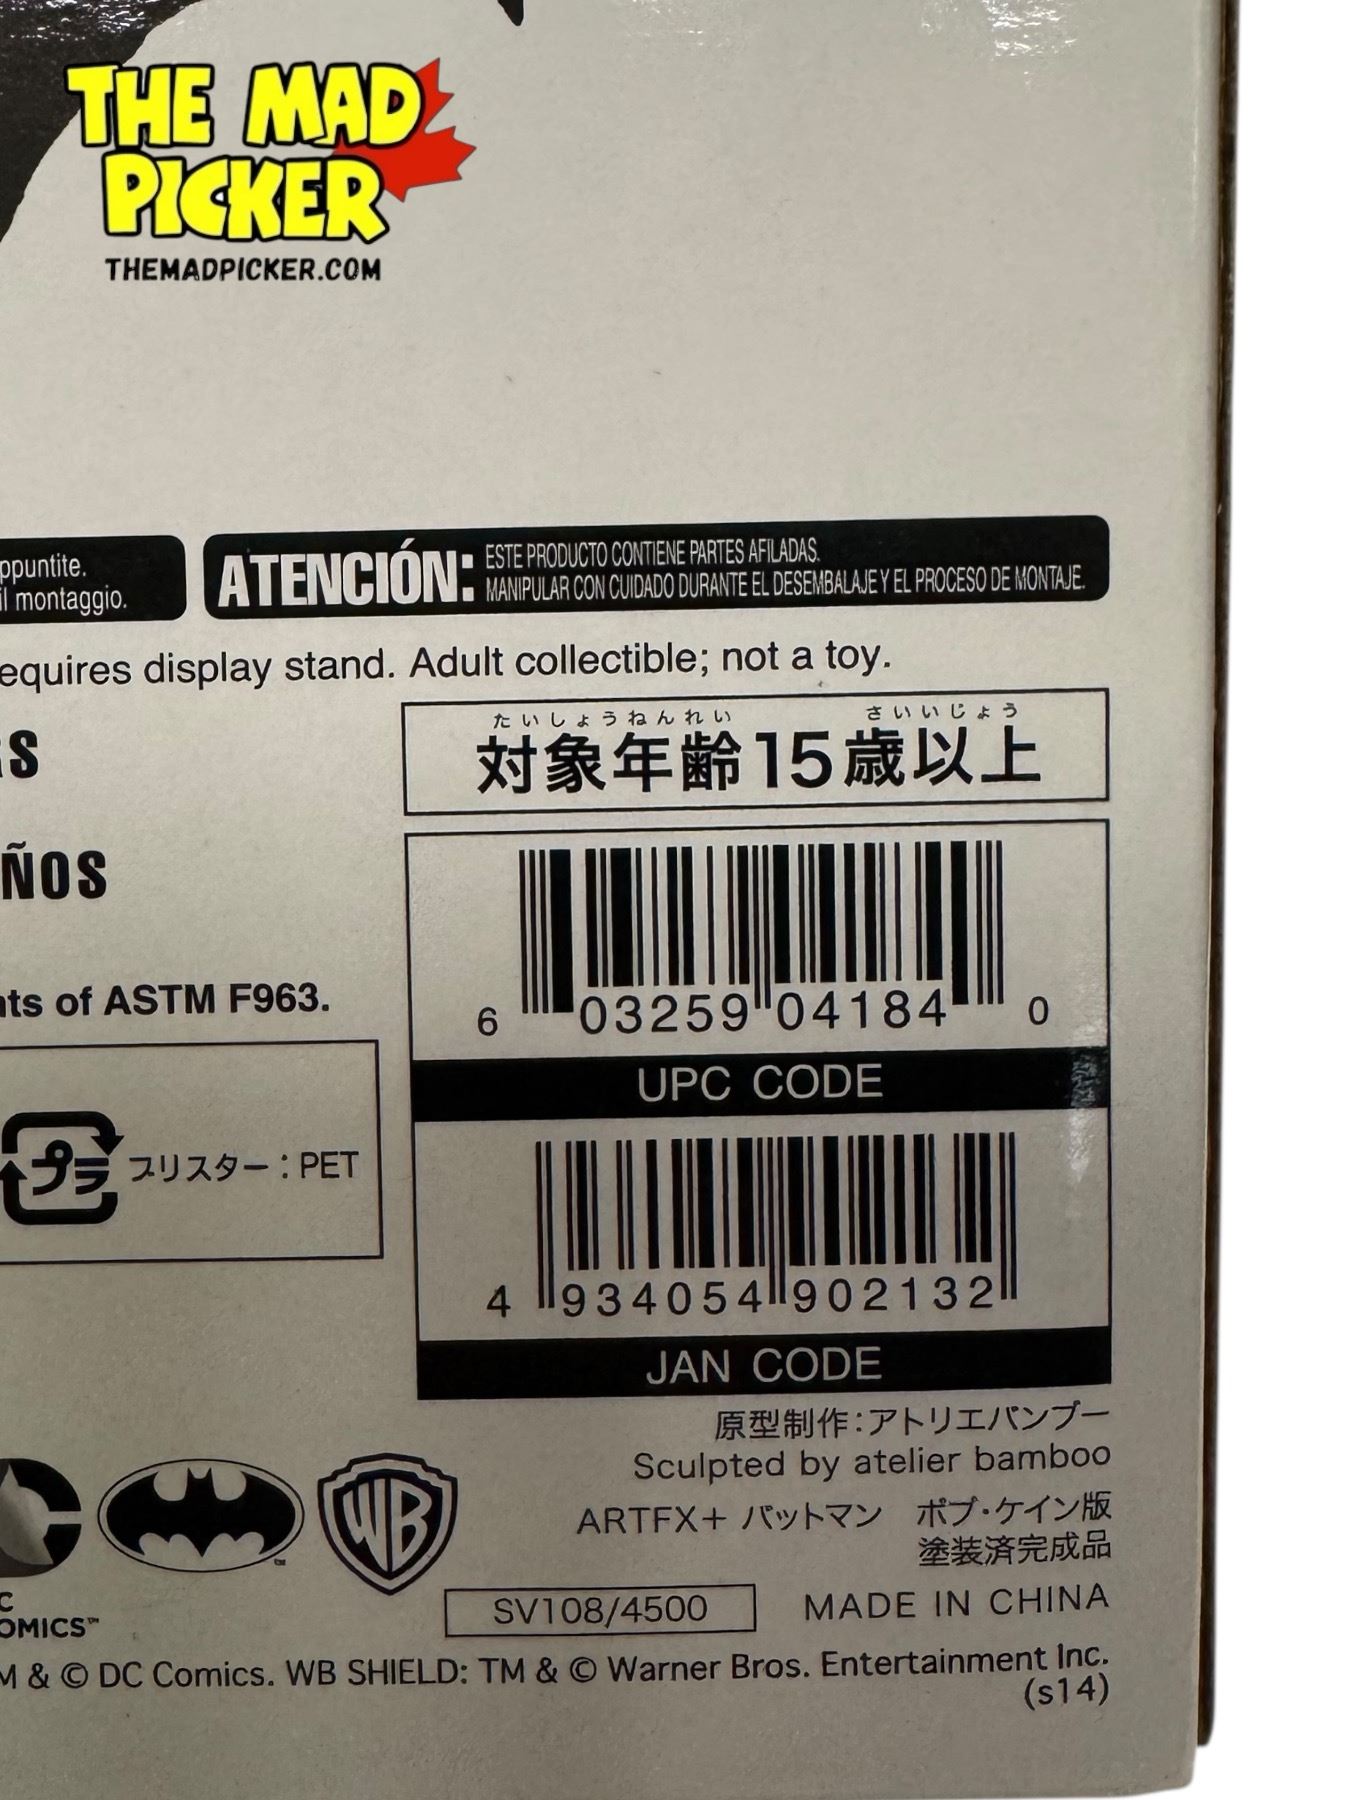 THE MAD
PICKER
THEMADPICKER.COM
appuntite.
il montaggio.
ATENCIÓN:
ESTE PRODUCTO CONTIENE PARTES AFILADAS.
MANIPULAR CON CUIDADO DURANTE EL DESEMBALAJE Y EL PROCESO DE MONTAJE.
equires display stand. Adult collectible; not a toy.
たいしょうねんれい さいいじょう
対象年齢15歳以上
ÑOS
6 03259 04184 0
UPC CODE
nts of ASTM F963.
プラ
ブリスター：PET
4 934054 902132
JAN CODE
原型制作：アトリエバンブー
Sculpted by atelier bamboo
ARTFX+ バットマン ボブ・ケイン版
塗装済完成品
WB
C
OMICS™
SV108/4500
MADE IN CHINA
M & © DC Comics. WB SHIELD: TM & © Warner Bros. Entertainment Inc.
(s14)